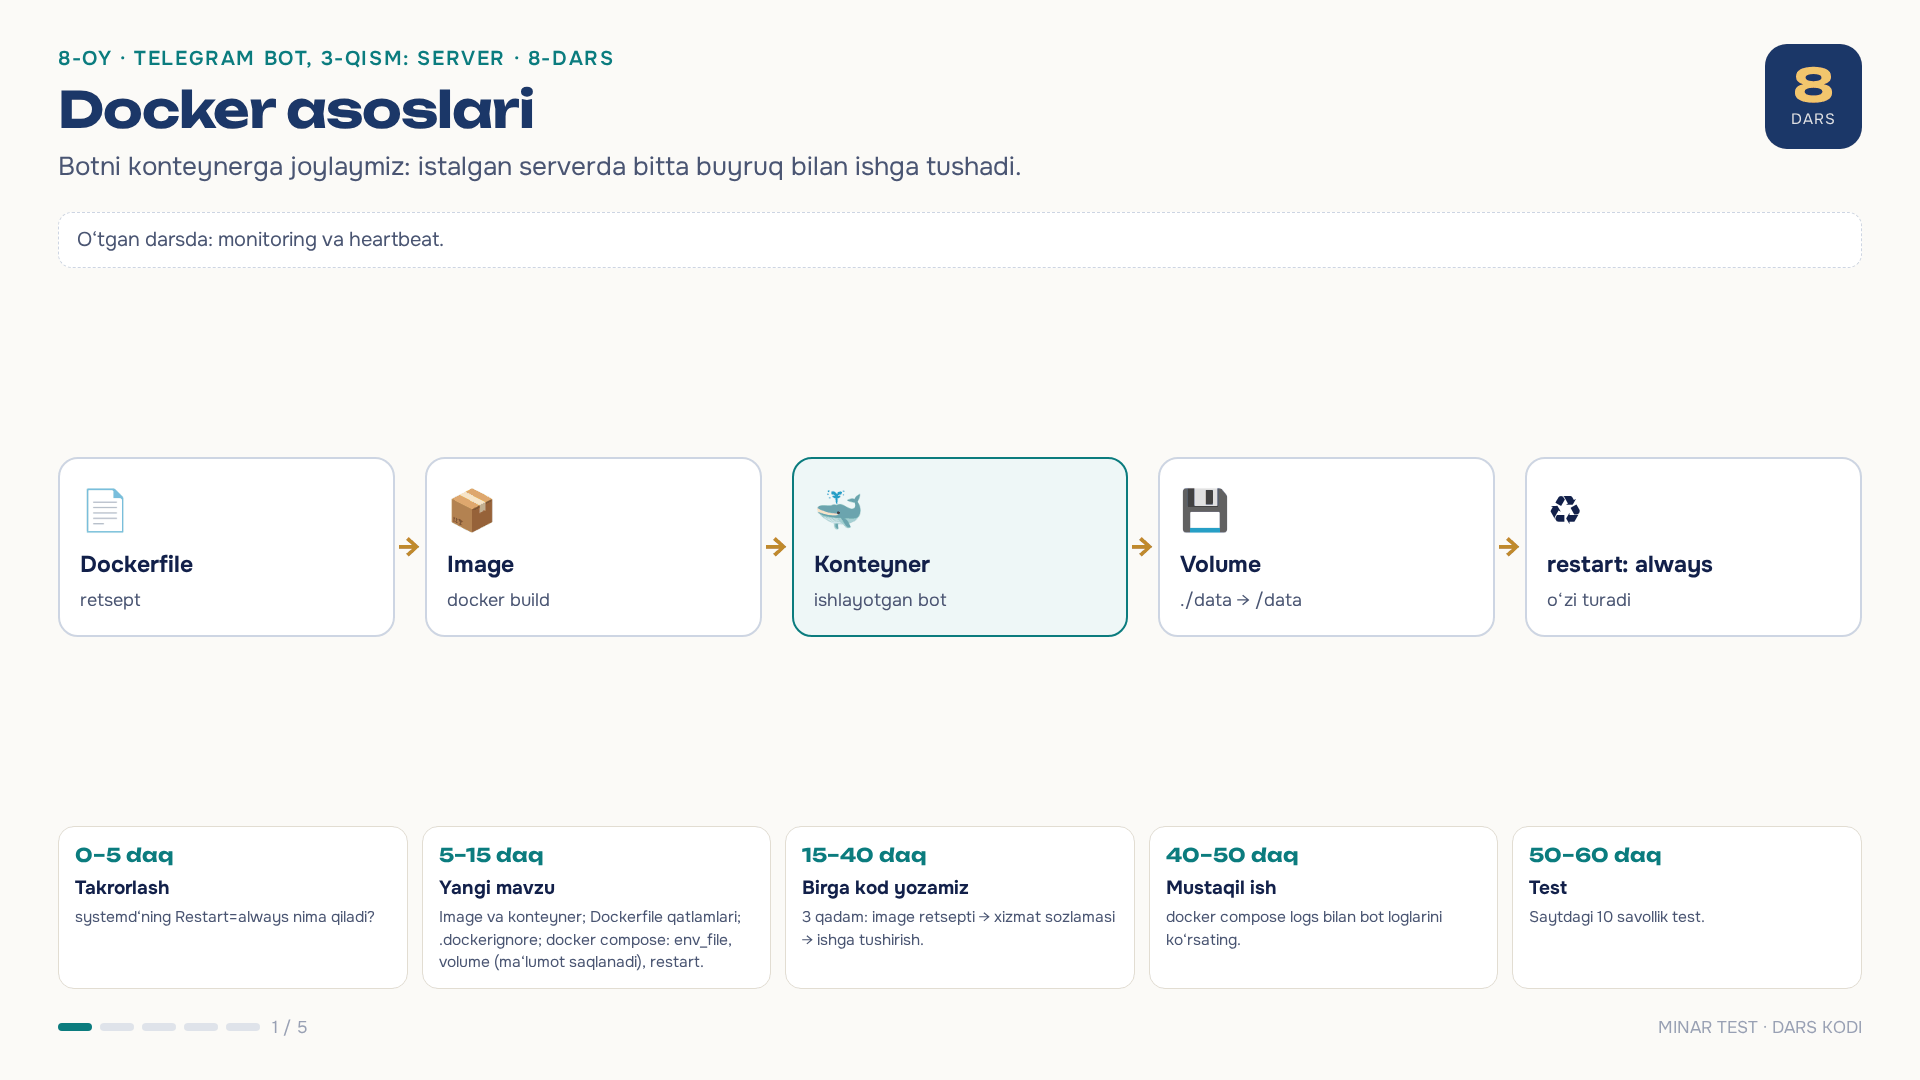 8-OY · TELEGRAM BOT, 3-QISM: SERVER · 8-DARS
Docker asoslari
Botni konteynerga joylaymiz: istalgan serverda bitta buyruq bilan ishga tushadi.
8
DARS
O‘tgan darsda: monitoring va heartbeat.
Dockerfile
retsept
→
Image
docker build
→
Konteyner
ishlayotgan bot
→
Volume
./data → /data
→
restart: always
o‘zi turadi
0–5 daq
Takrorlash
systemd‘ning Restart=always nima qiladi?
5–15 daq
Yangi mavzu
Image va konteyner; Dockerfile qatlamlari;
.dockerignore; docker compose: env_file,
volume (ma‘lumot saqlanadi), restart.
15–40 daq
Birga kod yozamiz
3 qadam: image retsepti → xizmat sozlamasi
→ ishga tushirish.
40–50 daq
Mustaqil ish
docker compose logs bilan bot loglarini
ko‘rsating.
50–60 daq
Test
Saytdagi 10 savollik test.
1 / 5
MINAR TEST · DARS KODI